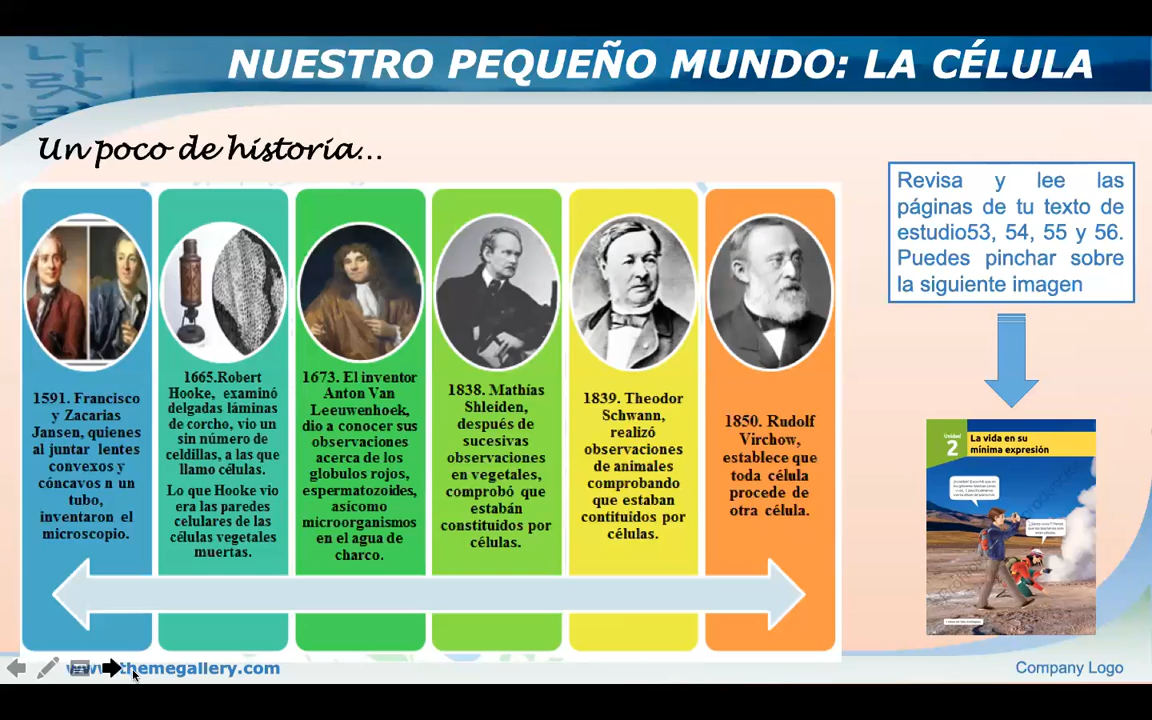 NUESTRO PEQUEÑO MUNDO: LA CÉLULA
Un poco de historia...
1591. Francisco
y Zacarias
Jansen, quienes
al juntar lentes
convexos y
cóncavos n un
tubo,
inventaron el
microscopio.
1665.Robert
Hooke, examinó
delgadas láminas
de corcho, vio un
sin número de
celdillas, a las que
llamo células.
Lo que Hooke vio
era las paredes
celulares de las
células vegetales
muertas.
1673. El inventor
Anton Van
Leeuwenhoek,
dio a conocer sus
observaciones
acerca de los
globulos rojos,
espermatozoides,
asícomo
microorganismos
en el agua de
charco.
1838. Mathías
Shleiden,
después de
sucesivas
observaciones
en vegetales,
comprobó que
estabán
constituidos por
células.
1839. Theodor
Schwann,
realizó
observaciones
de animales
comprobando
que estaban
contituidos por
células.
1850. Rudolf
Virchow,
establece que
toda célula
procede de
otra célula.
Revisa y lee las
páginas de tu texto de
estudio53, 54, 55 y 56.
Puedes pinchar sobre
la siguiente imagen
Unidad
2
La vida en su
mínima expresión
themegallery.com
Company Logo